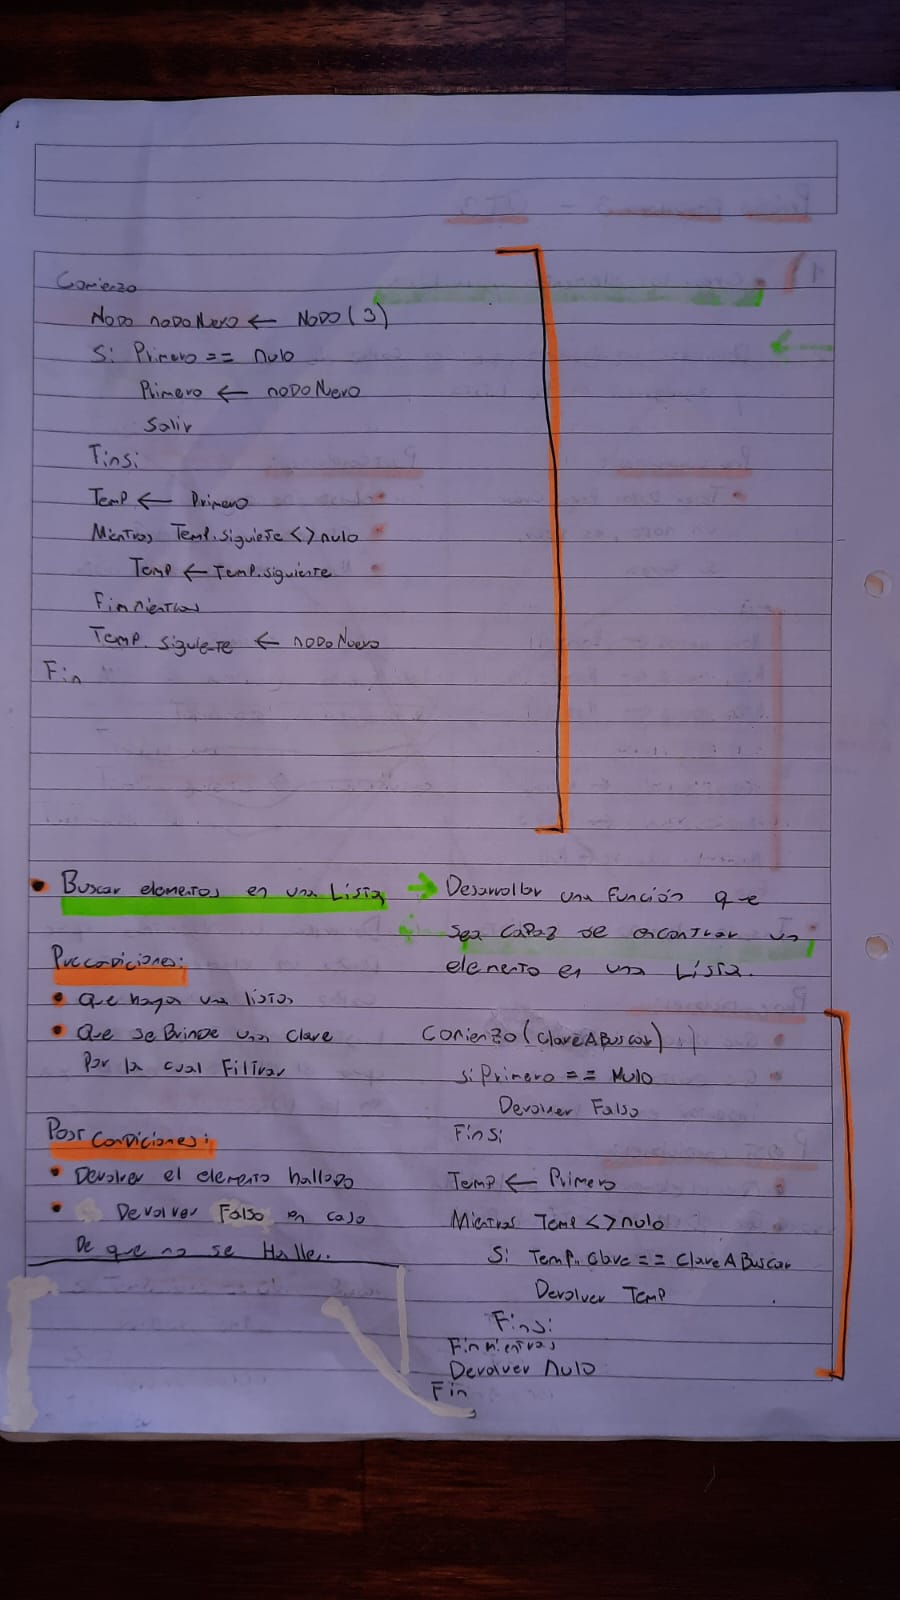 Comienzo
Nodo nodoNuevo ← Nodo (3)
Si Primero == nulo
Primero ← nodoNuevo
Salir
Finsi
Temp ← Primero
Mientras Temp.siguiete <> nulo
Temp ← Temp.siguiente
Finmientras
Temp. siguiete ← nodoNuevo
Fin
• Buscar elementos en una Lista → Desarrollar una Función que
sea capaz de encontrar un
elemento en una Lista.
Precondiciones:
• Que haya una lista
• Que se Brinde una clave
Por la cual Filtrar
Post condiciones:
• Devolver el elemento hallado
• Devolver Falso en caso
De que no se Halle.
Comienzo (ClaveABuscar)
si Primero == Nulo
Devolver Falso
Finsi
Temp ← Primero
Mientras Temp <> nulo
Si Temp.Clave == ClaveABuscar
Devolver Temp
Finsi
Finmientras
Devolver nulo
Fin